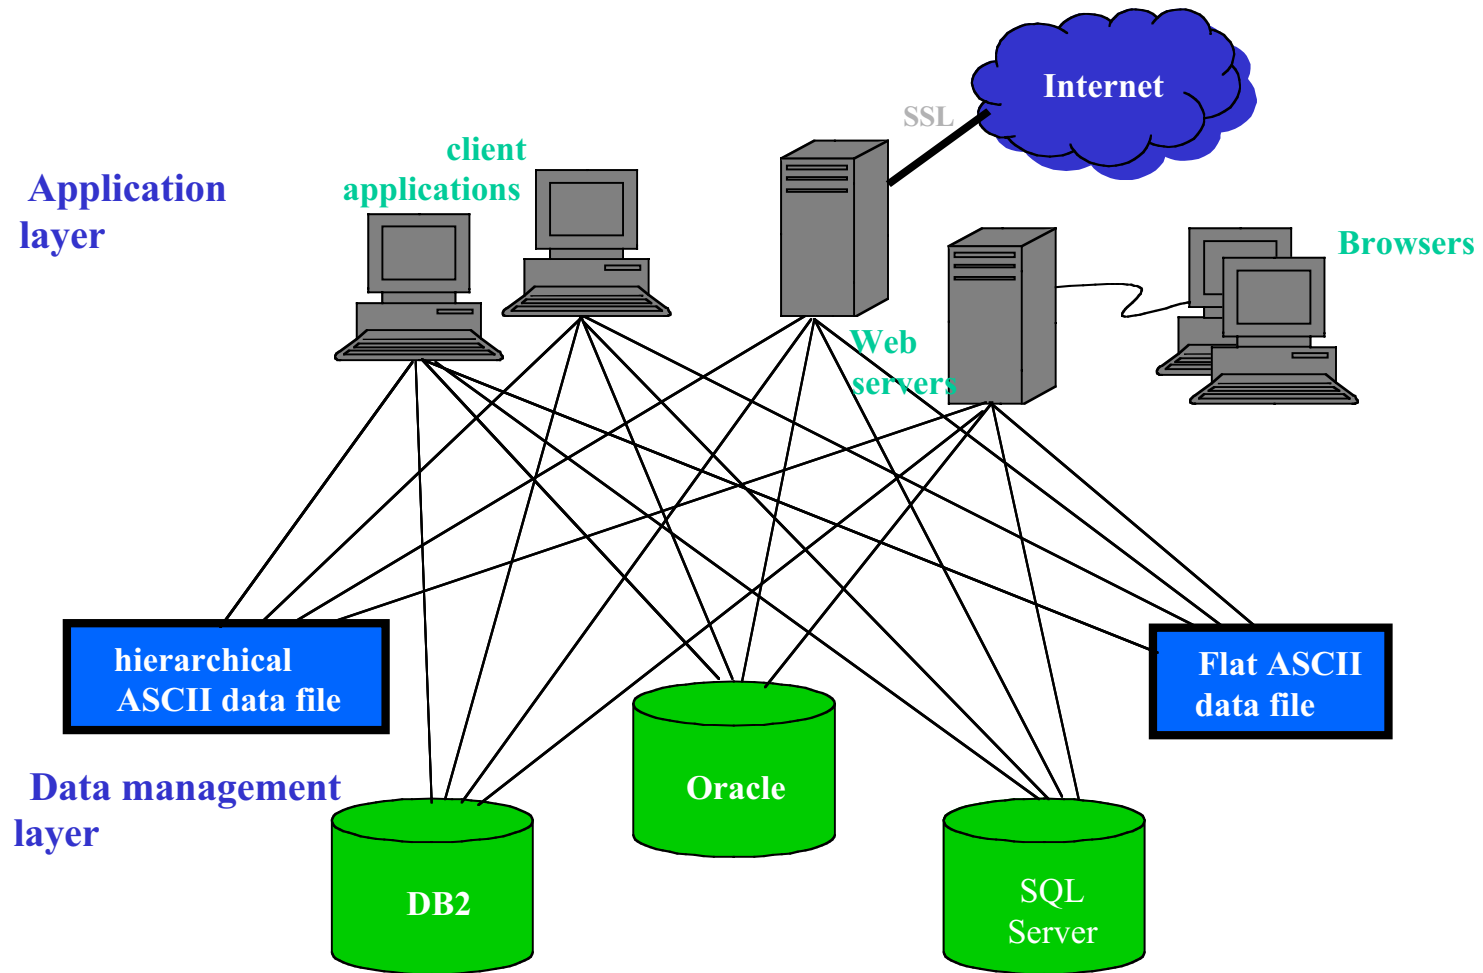 Internet
SSL
client
applications
Application
layer
Browsers
Web
servers
hierarchical
ASCII data file
Flat ASCII
data file
Data management
layer
Oracle
DB2
SQL
Server